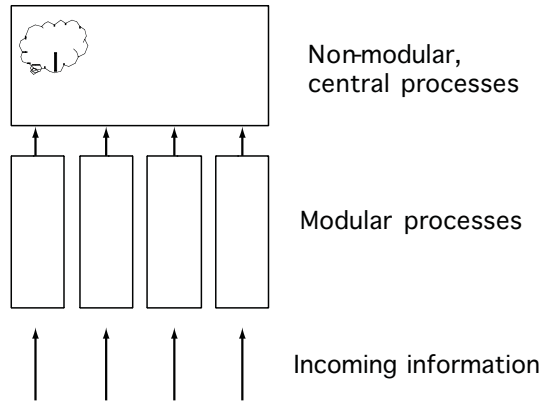 Non-modular,
central processes
Modular processes
Incoming information